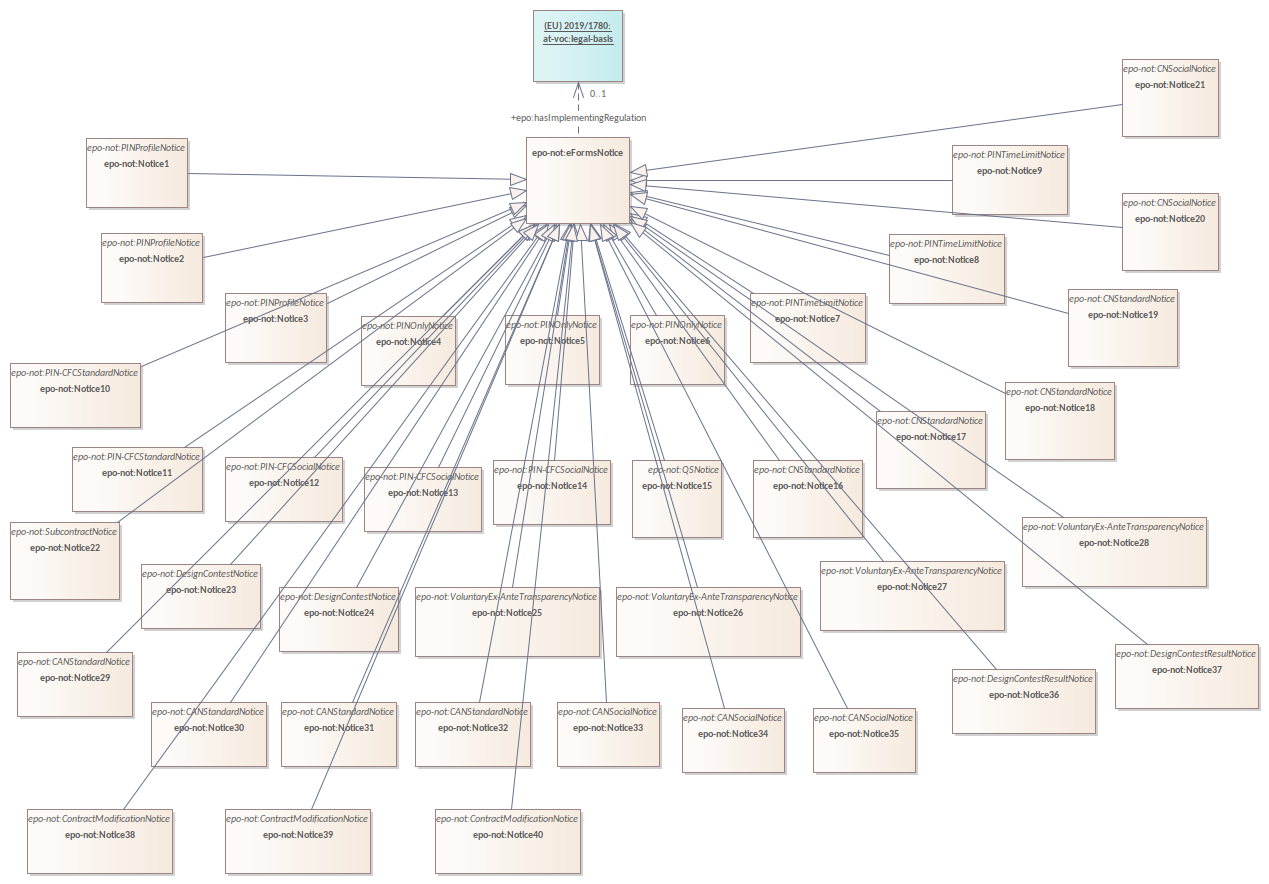 (EU) 2019/1780:
at-voc:legal-basis
0..1
+epo:hasImplementingRegulation
epo-not:eFormsNotice
epo-not:CNSocialNotice
epo-not:Notice21
epo-not:PINProfileNotice
epo-not:Notice1
epo-not:PINTimeLimitNotice
epo-not:Notice9
epo-not:CNSocialNotice
epo-not:Notice20
epo-not:PINProfileNotice
epo-not:Notice2
epo-not:PINTimeLimitNotice
epo-not:Notice8
epo-not:CNStandardNotice
epo-not:Notice19
epo-not:PINProfileNotice
epo-not:Notice3
epo-not:PINOnlyNotice
epo-not:Notice4
epo-not:PINOnlyNotice
epo-not:Notice5
epo-not:PINOnlyNotice
epo-not:Notice6
epo-not:PINTimeLimitNotice
epo-not:Notice7
epo-not:PIN-CFCStandardNotice
epo-not:Notice10
epo-not:CNStandardNotice
epo-not:Notice18
epo-not:CNStandardNotice
epo-not:Notice17
epo-not:PIN-CFCStandardNotice
epo-not:Notice11
epo-not:PIN-CFCSocialNotice
epo-not:Notice12
epo-not:PIN-CFCSocialNotice
epo-not:Notice13
epo-not:PIN-CFCSocialNotice
epo-not:Notice14
epo-not:QSNotice
epo-not:Notice15
epo-not:CNStandardNotice
epo-not:Notice16
epo-not:SubcontractNotice
epo-not:Notice22
epo-not:VoluntaryEx-AnteTransparencyNotice
epo-not:Notice28
epo-not:DesignContestNotice
epo-not:Notice23
epo-not:DesignContestNotice
epo-not:Notice24
epo-not:VoluntaryEx-AnteTransparencyNotice
epo-not:Notice25
epo-not:VoluntaryEx-AnteTransparencyNotice
epo-not:Notice26
epo-not:VoluntaryEx-AnteTransparencyNotice
epo-not:Notice27
epo-not:CANStandardNotice
epo-not:Notice29
epo-not:DesignContestResultNotice
epo-not:Notice37
epo-not:DesignContestResultNotice
epo-not:Notice36
epo-not:CANStandardNotice
epo-not:Notice30
epo-not:CANStandardNotice
epo-not:Notice31
epo-not:CANStandardNotice
epo-not:Notice32
epo-not:CANSocialNotice
epo-not:Notice33
epo-not:CANSocialNotice
epo-not:Notice34
epo-not:CANSocialNotice
epo-not:Notice35
epo-not:ContractModificationNotice
epo-not:Notice38
epo-not:ContractModificationNotice
epo-not:Notice39
epo-not:ContractModificationNotice
epo-not:Notice40